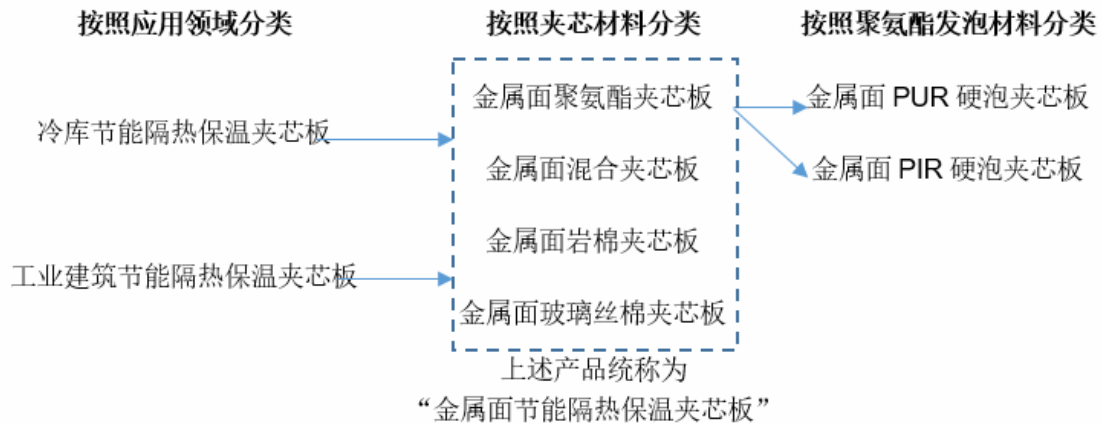 按照应用领域分类
按照夹芯材料分类
按照聚氨酯发泡材料分类
冷库节能隔热保温夹芯板
工业建筑节能隔热保温夹芯板
金属面聚氨酯夹芯板
金属面混合夹芯板
金属面岩棉夹芯板
金属面玻璃丝棉夹芯板
上述产品统称为
“金属面节能隔热保温夹芯板”
金属面 PUR 硬泡夹芯板
金属面 PIR 硬泡夹芯板